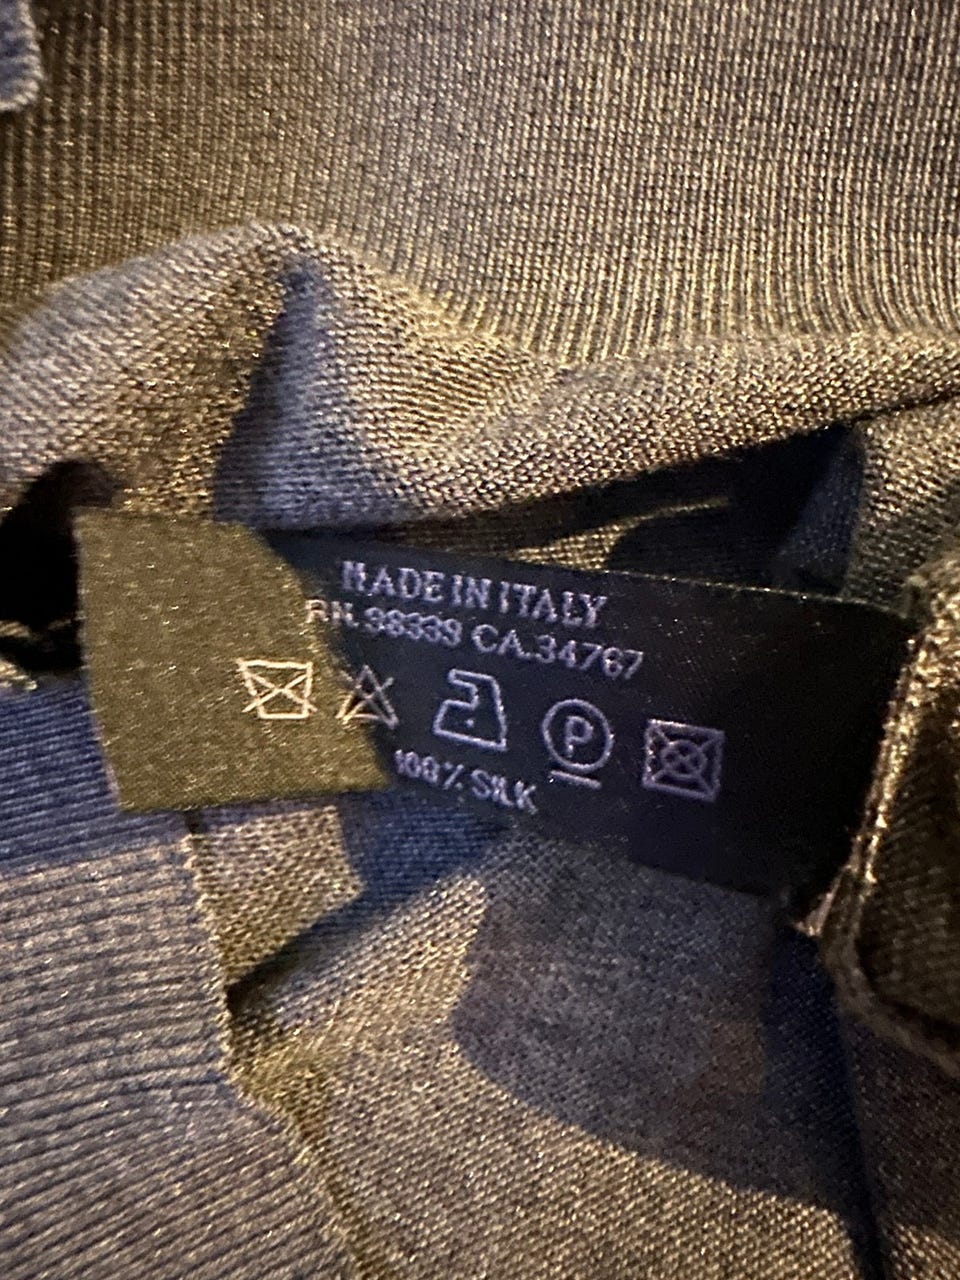 MADE IN ITALY
RN.98339 CA.34767
P
100% SILK